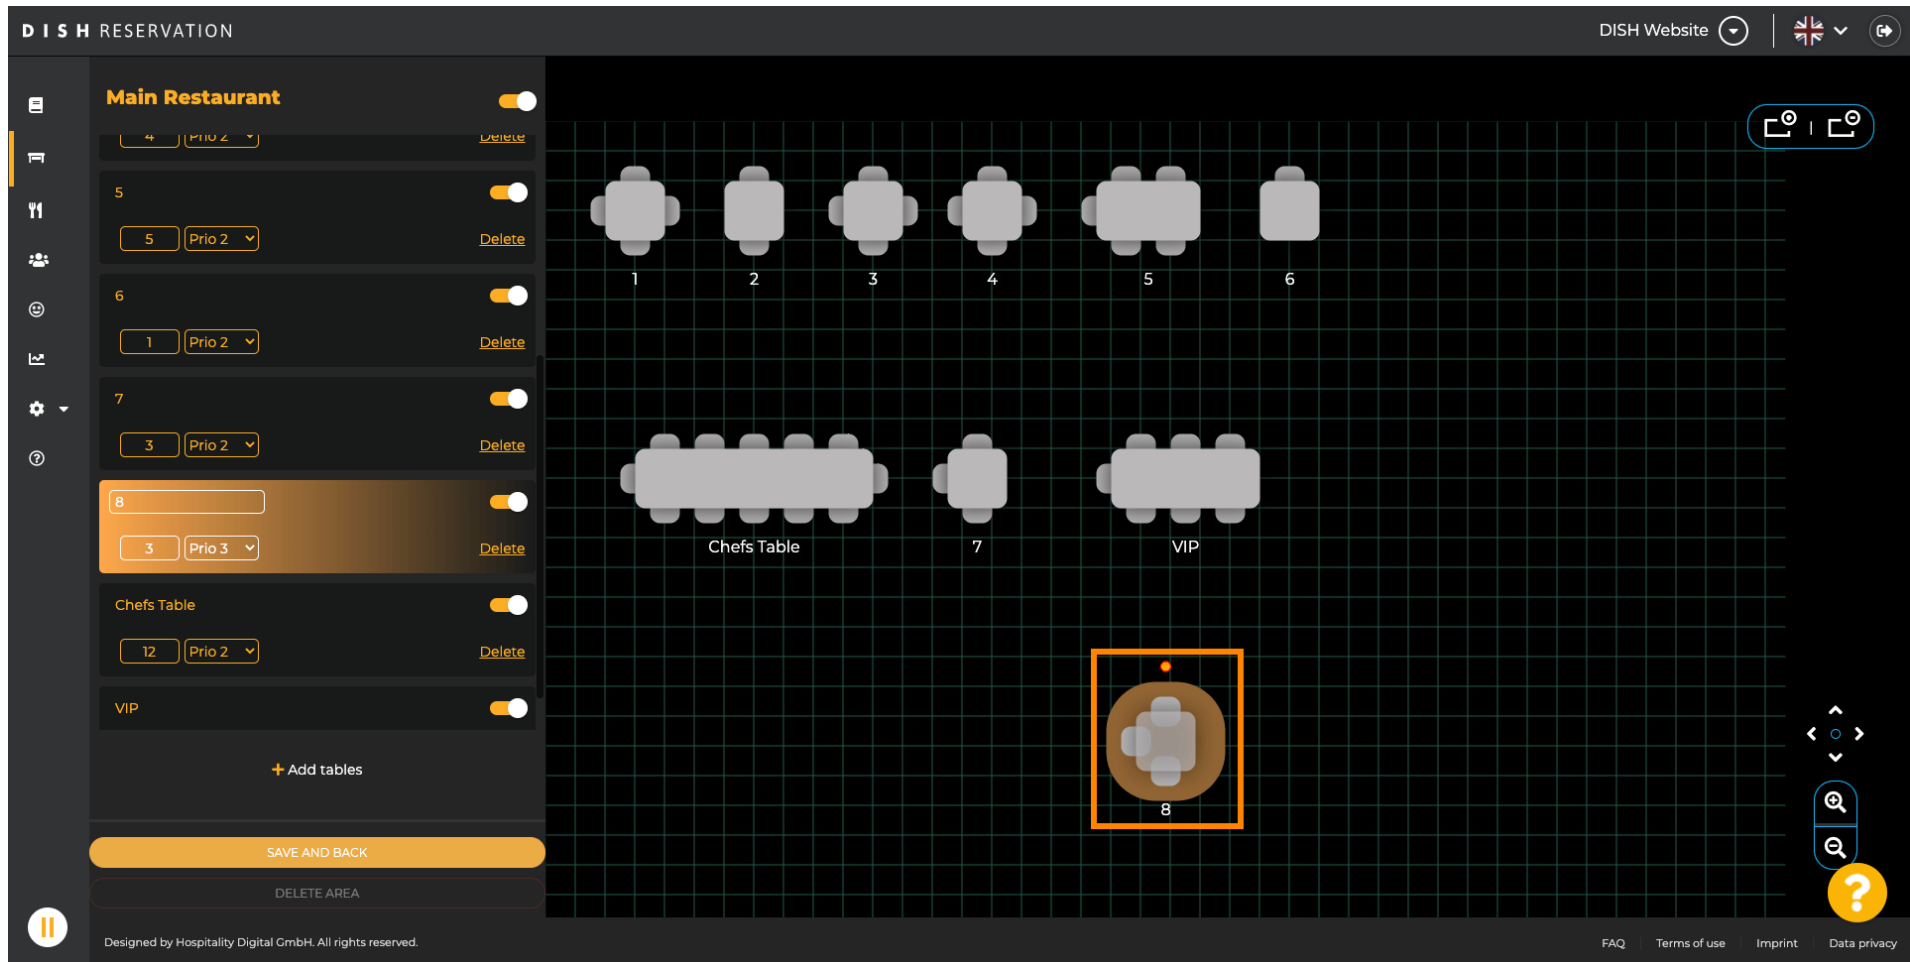 DISH RESERVATION
DISH Website
Main Restaurant
4 Prio 2 Delete
5
5 Prio 2 Delete
6
1 Prio 2 Delete
7
3 Prio 2 Delete
8
3 Prio 3 Delete
Chefs Table
12 Prio 2 Delete
VIP
+ Add tables
SAVE AND BACK
DELETE AREA
1 2 3 4 5 6
Chefs Table 7 VIP
8
?
Designed by Hospitality Digital GmbH. All rights reserved.
FAQ Terms of use Imprint Data privacy